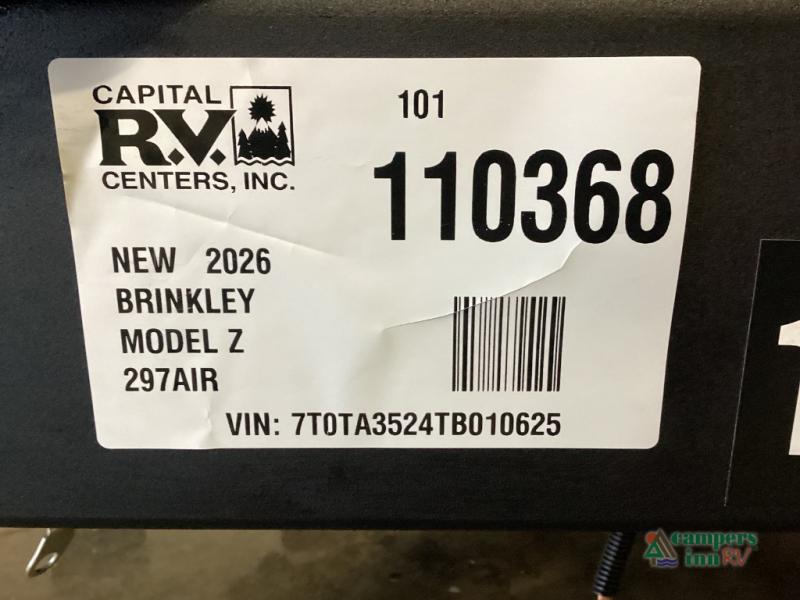 CAPITAL
R.V.
CENTERS, INC.
101
110368
NEW 2026
BRINKLEY
MODEL Z
297AIR
VIN: 7T0TA3524TB010625
campers
inn RV